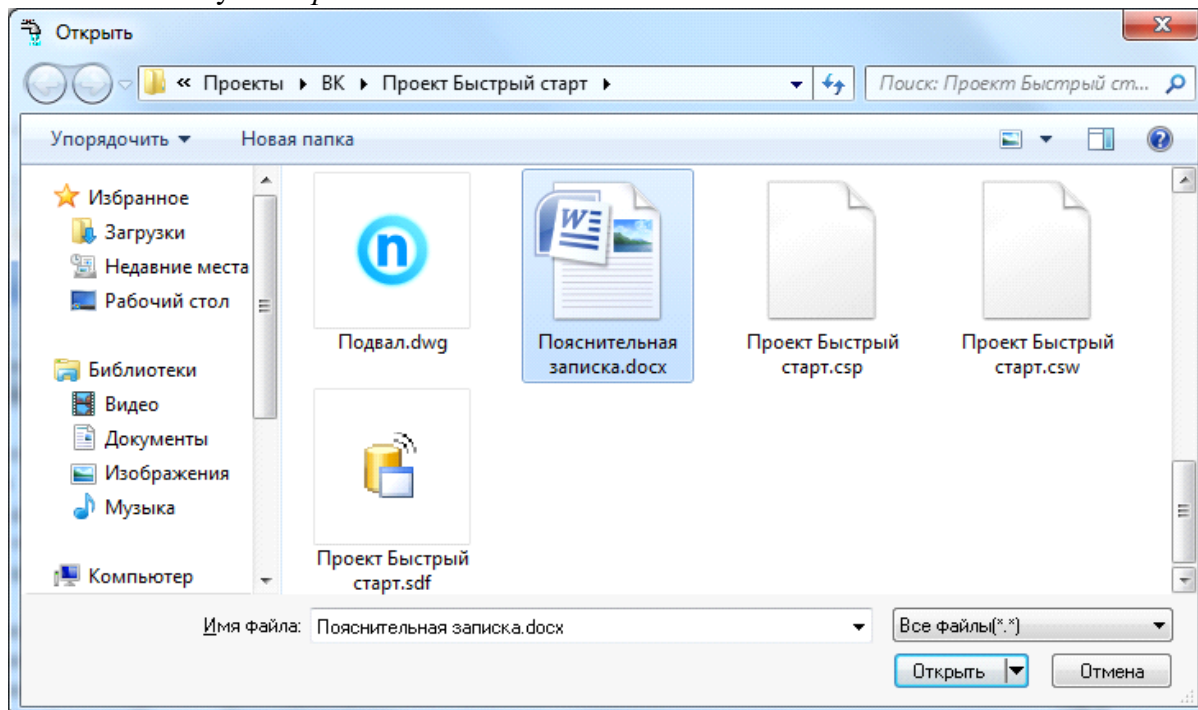 Открыть
« Проекты ▸ ВК ▸ Проект Быстрый старт ▸
Поиск: Проект Быстрый ст...
Упорядочить Новая папка
Избранное
Загрузки
Недавние места
Рабочий стол
Библиотеки
Видео
Документы
Изображения
Музыка
Компьютер
n
W
Подвал.dwg
Пояснительная
записка.docx
Проект Быстрый
старт.csp
Проект Быстрый
старт.csw
Проект Быстрый
старт.sdf
Имя файла: Пояснительная записка.docx
Все файлы(*.*)
Открыть Отмена